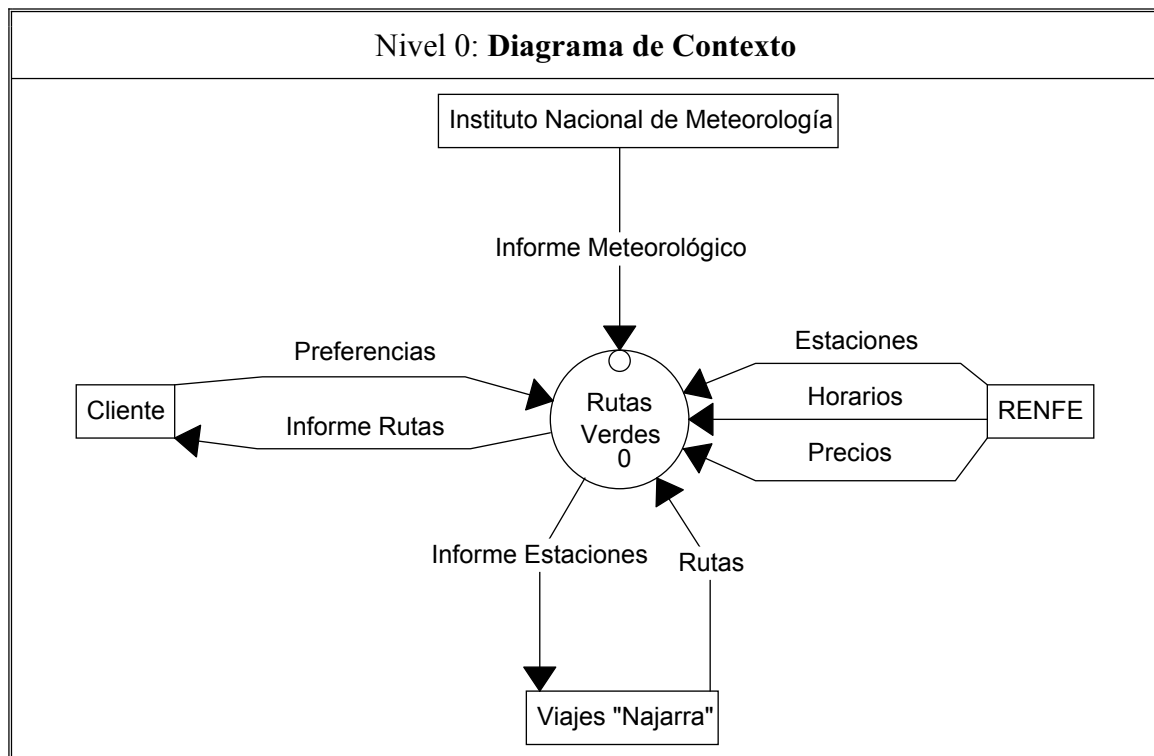 Nivel 0: Diagrama de Contexto
Instituto Nacional de Meteorología
Informe Meteorológico
Preferencias
Estaciones
Cliente
Rutas
Verdes
0
Horarios
RENFE
Informe Rutas
Precios
Informe Estaciones
Rutas
Viajes "Najarra"